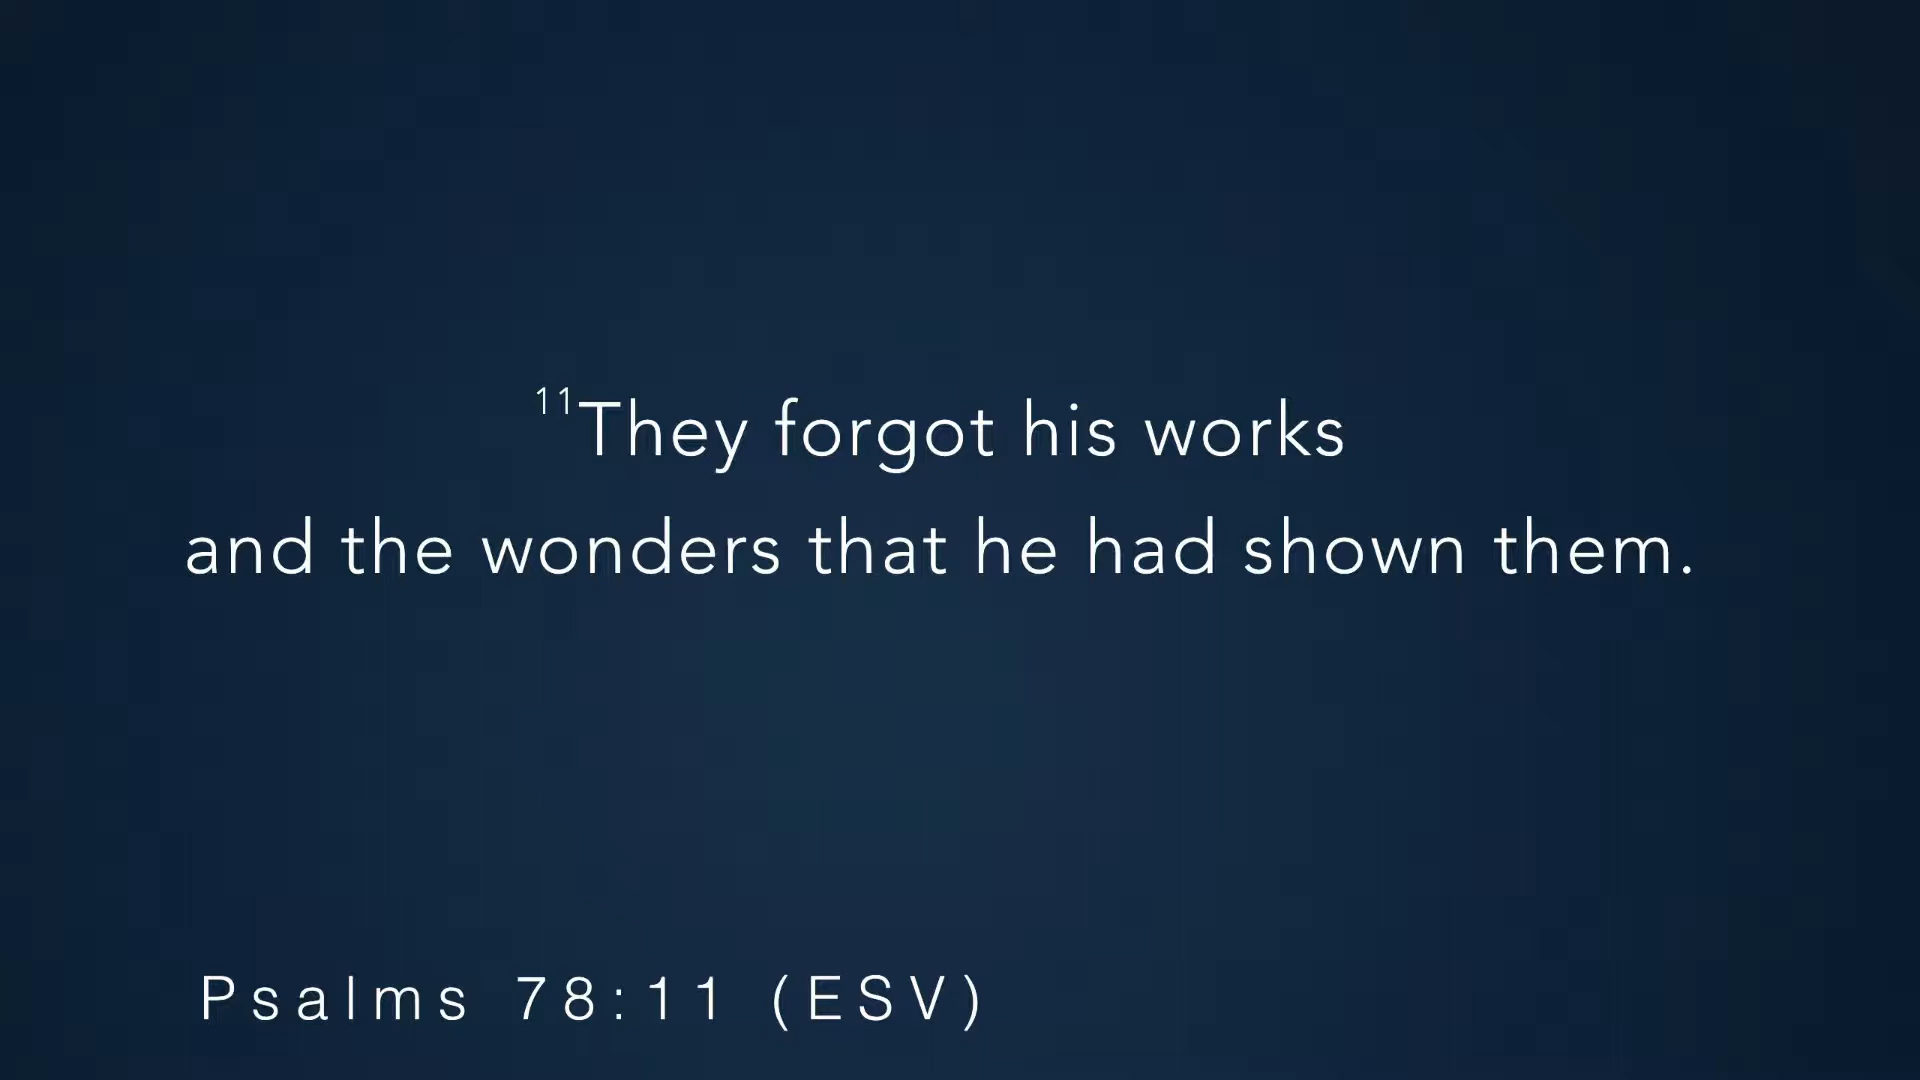 11They forgot his works
and the wonders that he had shown them.
Psalms 78:11 (ESV)